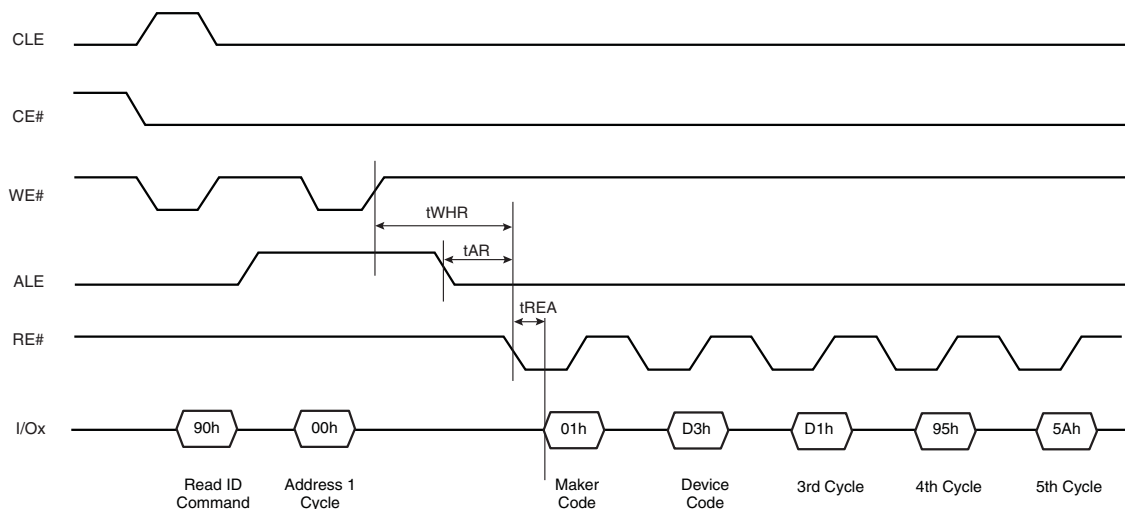 CLE
CE#
WE#
tWHR
tAR
ALE
tREA
RE#
I/Ox
90h
00h
01h
D3h
D1h
95h
5Ah
Read ID
Command
Address 1
Cycle
Maker
Code
Device
Code
3rd Cycle
4th Cycle
5th Cycle